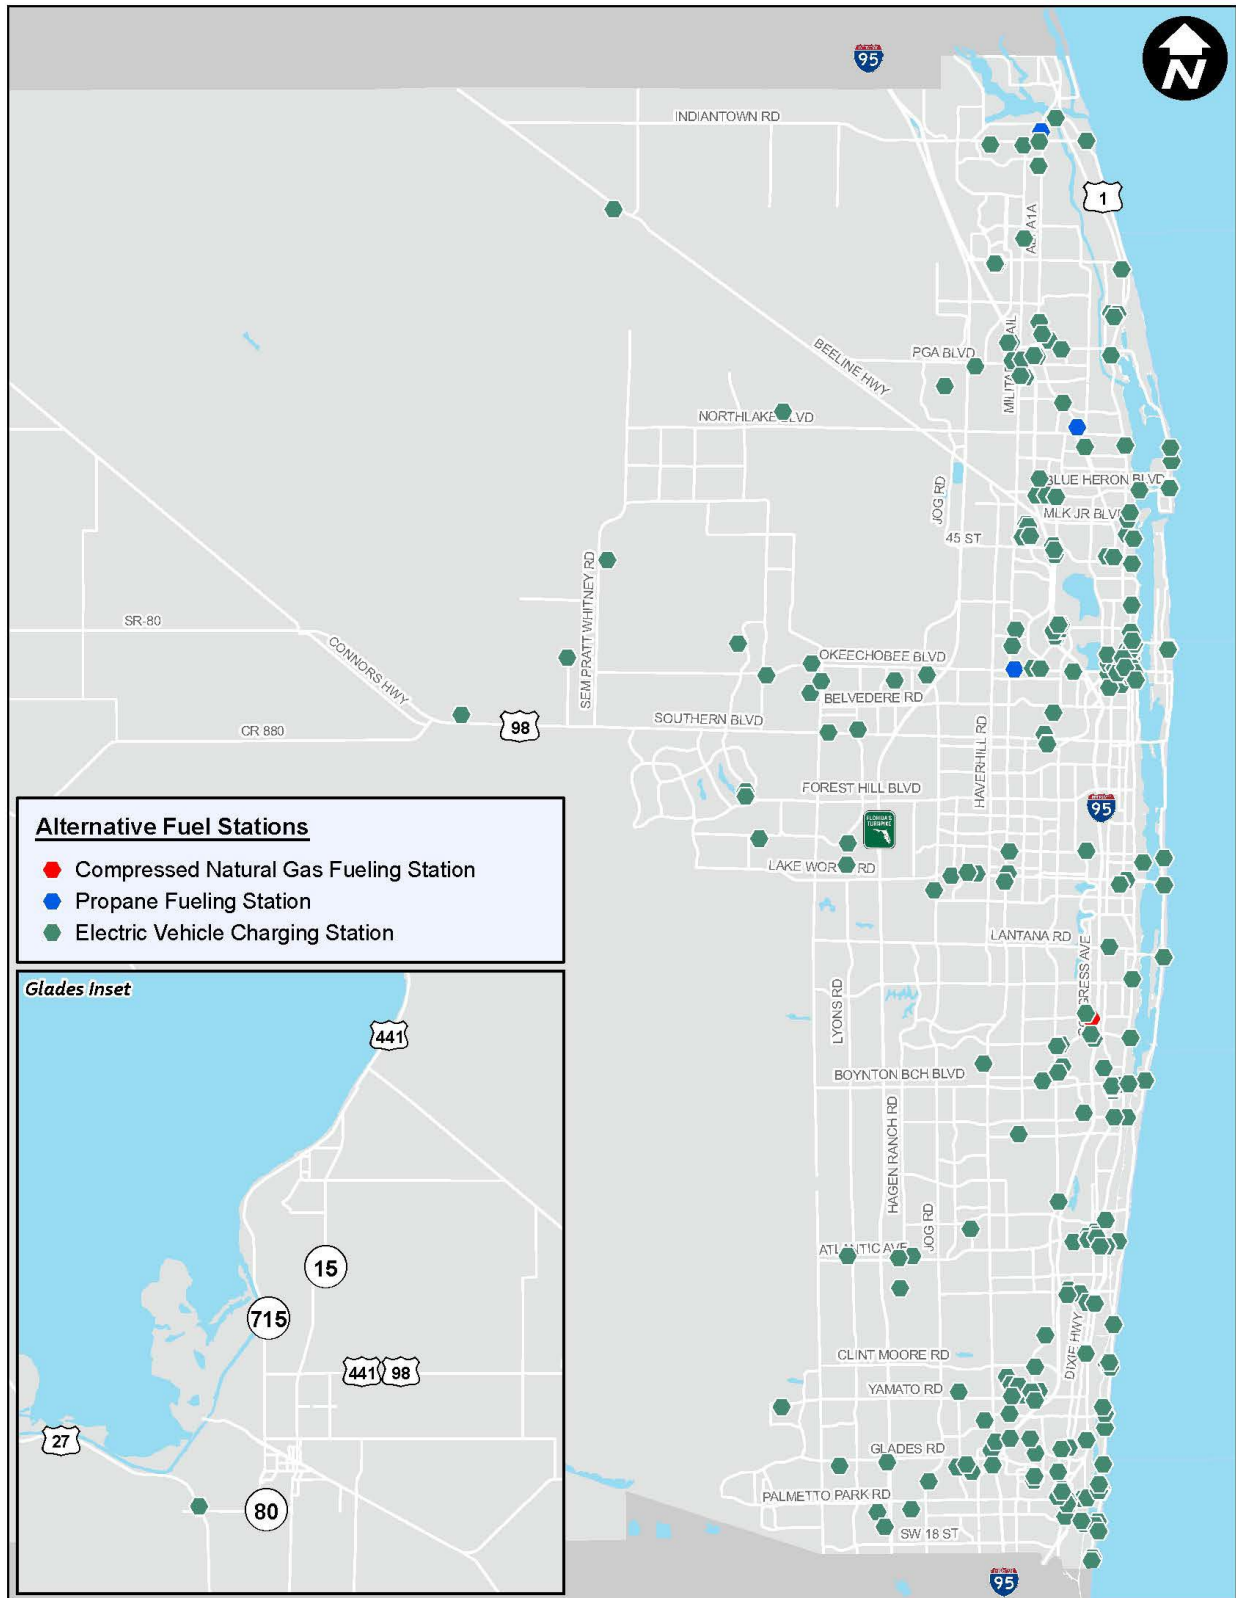 95
N
INDIANTOWN RD
1
PGA BLVD
BEELINE HWY
NORTHLAKE
JOG RD
BLUE HERON BLVD
MLK JR
45 ST
SEM PRATT WHITNEY RD
SR-80
CONNORS HWY
OKEECHOBEE BLVD
BELVEDERE RD
SOUTHERN BLVD
98
CR 880
HAVERHILL RD
FOREST HILL BLVD
95
FLORIDA'S
TURNPIKE
RD
Alternative Fuel Stations
Compressed Natural Gas Fueling Station
Propane Fueling Station
Electric Vehicle Charging Station
LANTANA RD
LYONS RD
AVE
BOYNTON BCH BLVD
HAGEN RANCH RD
JOG RD
CLINT MOORE RD
DIXIE HWY
YAMATO RD
GLADES RD
PALMETTO PARK RD
SW 18 ST
95
Glades Inset
441
15
715
441 98
27
80